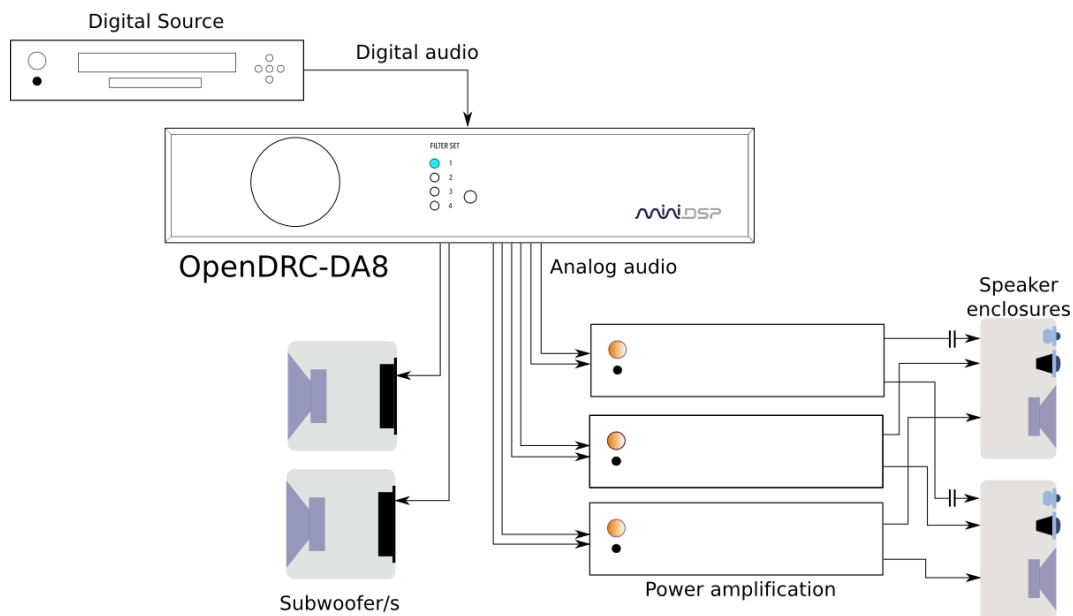 Digital Source
Digital audio
FILTER SET
1
2
3
4
miniDSP
OpenDRC-DA8
Analog audio
Speaker
enclosures
Power amplification
Subwoofer/s